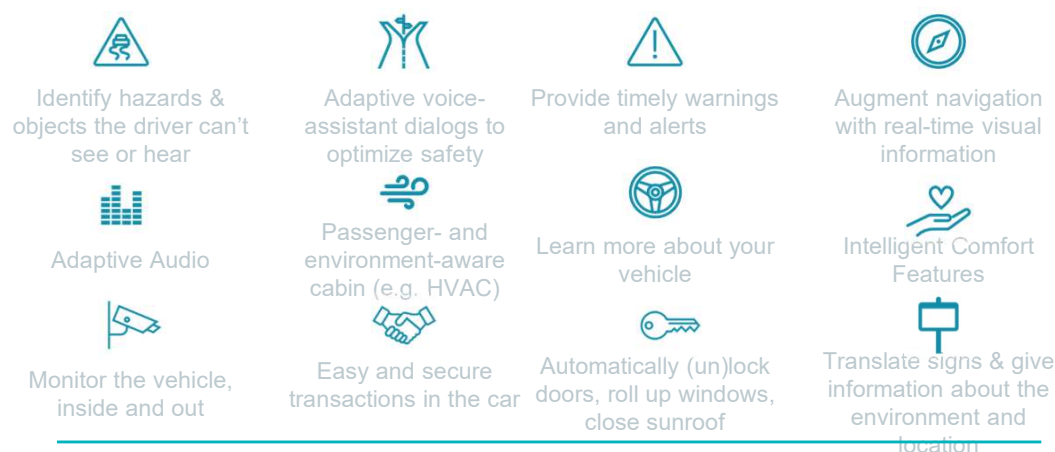 Identify hazards &
objects the driver can't
see or hear
Adaptive voice-
assistant dialogs to
optimize safety
Provide timely warnings
and alerts
Augment navigation
with real-time visual
information
Adaptive Audio
Passenger- and
environment-aware
cabin (e.g. HVAC)
Learn more about your
vehicle
Intelligent Comfort
Features
Monitor the vehicle,
inside and out
Easy and secure
transactions in the car
Automatically (un)lock
doors, roll up windows,
close sunroof
Translate signs & give
information about the
environment and
location